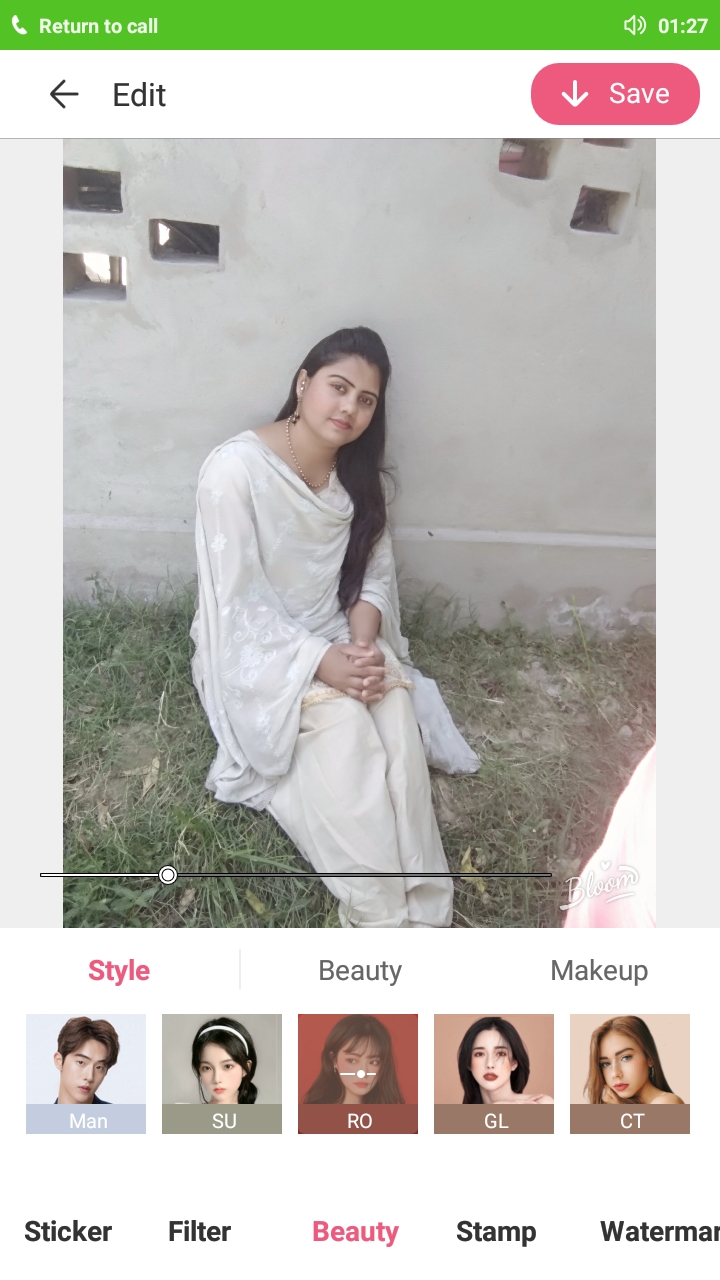 Return to call 01:27
Edit Save
Bloom
Style Beauty Makeup
Man SU RO GL CT
Sticker Filter Beauty Stamp Watermar